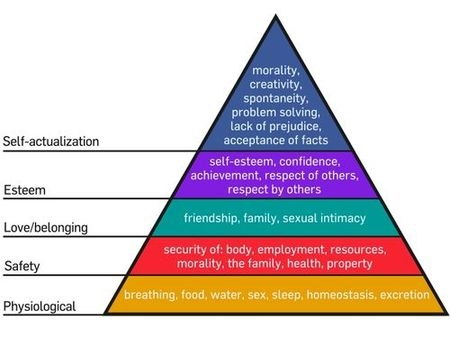 morality,
creativity,
spontaneity,
problem solving,
lack of prejudice,
acceptance of facts
Self-actualization
self-esteem, confidence,
achievement, respect of others,
respect by others
Esteem
friendship, family, sexual intimacy
Love/belonging
security of: body, employment, resources,
morality, the family, health, property
Safety
breathing, food, water, sex, sleep, homeostasis, excretion
Physiological